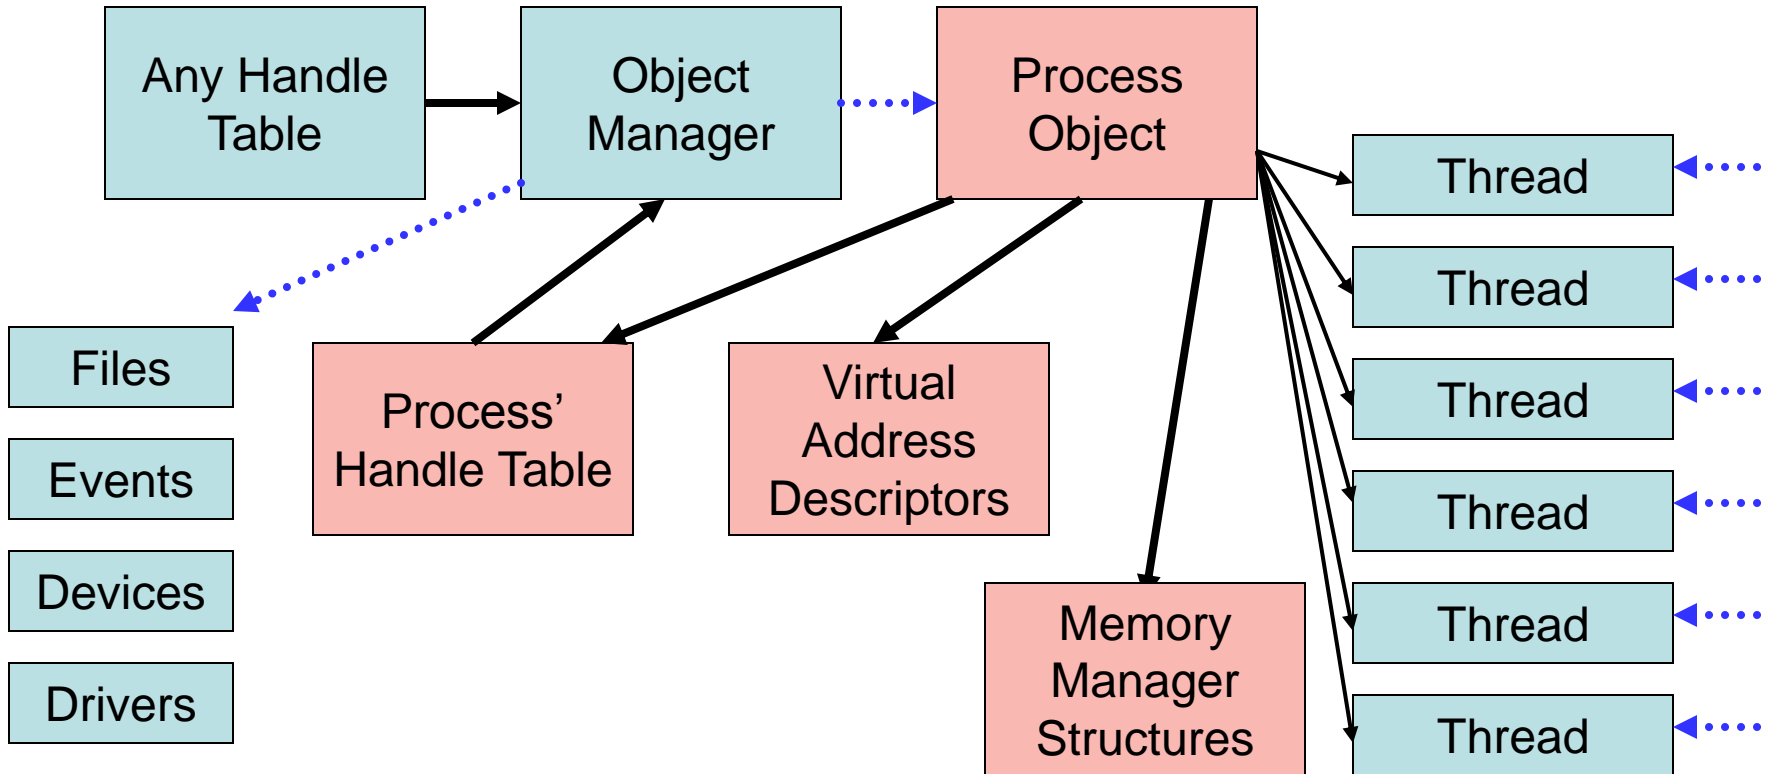 Any Handle
Table
Object
Manager
Process
Object
Thread
Thread
Thread
Thread
Thread
Thread
Files
Events
Devices
Drivers
Process’
Handle Table
Virtual
Address
Descriptors
Memory
Manager
Structures